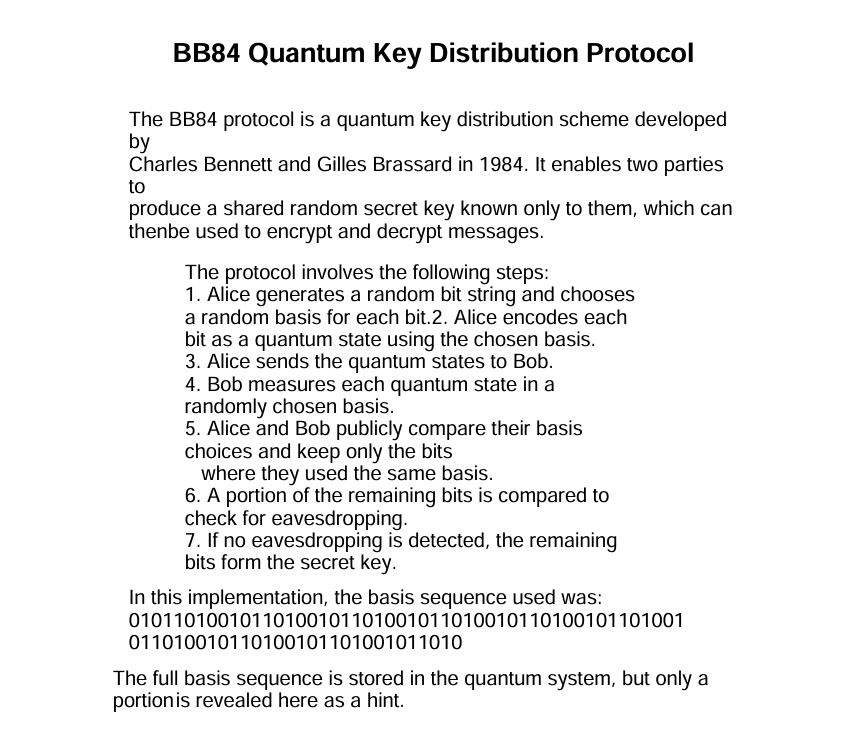 BB84 Quantum Key Distribution Protocol
The BB84 protocol is a quantum key distribution scheme developed
by
Charles Bennett and Gilles Brassard in 1984. It enables two parties
to
produce a shared random secret key known only to them, which can
thenbe used to encrypt and decrypt messages.
The protocol involves the following steps:
1. Alice generates a random bit string and chooses
a random basis for each bit.2. Alice encodes each
bit as a quantum state using the chosen basis.
3. Alice sends the quantum states to Bob.
4. Bob measures each quantum state in a
randomly chosen basis.
5. Alice and Bob publicly compare their basis
choices and keep only the bits
where they used the same basis.
6. A portion of the remaining bits is compared to
check for eavesdropping.
7. If no eavesdropping is detected, the remaining
bits form the secret key.
In this implementation, the basis sequence used was:
01011010010110100101101001011010010110100101101001
011010010110100101101001011010
The full basis sequence is stored in the quantum system, but only a
portion is revealed here as a hint.